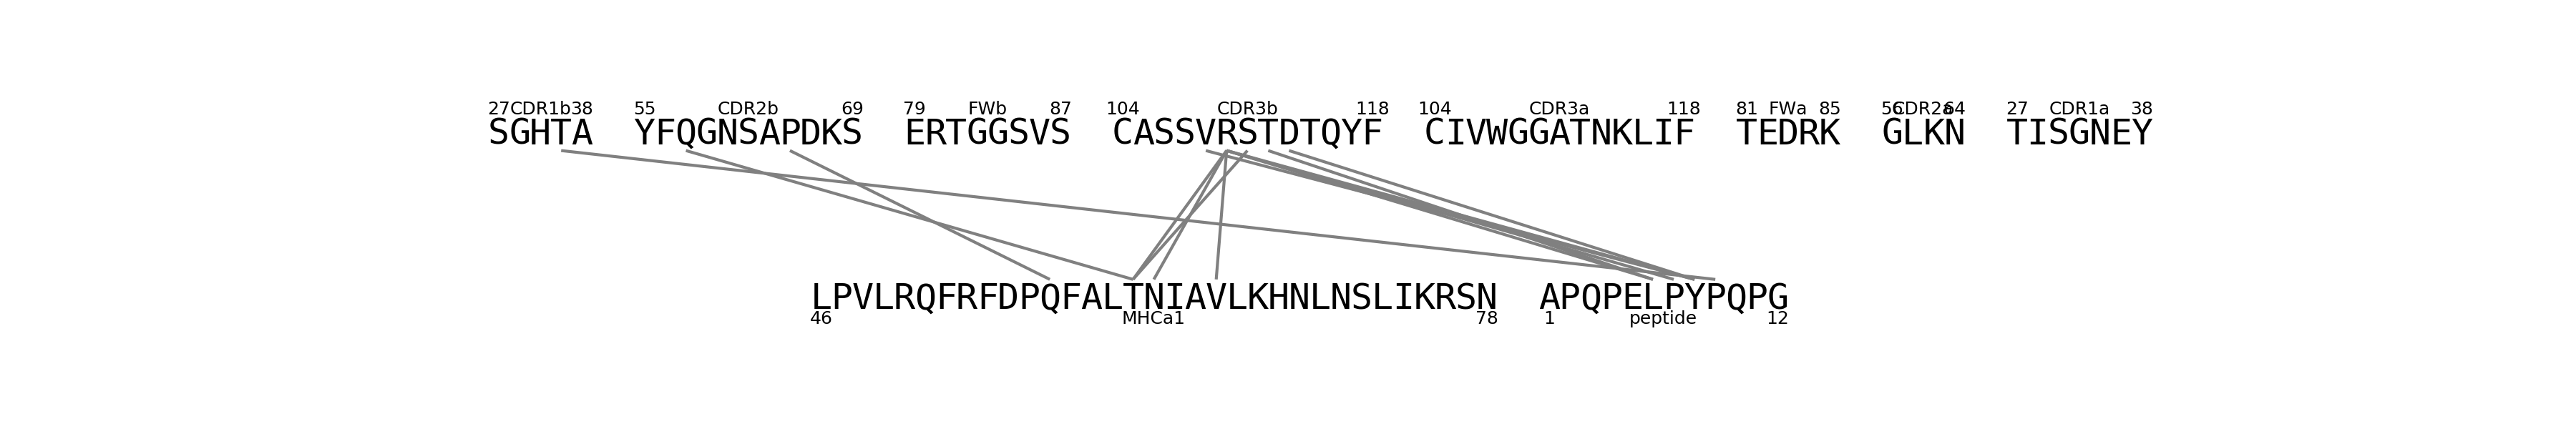 27 CDR1b 38 55 CDR2b 69 79 FWb 87 104 CDR3b 118 104 CDR3a 118 81 FWa 85 56 CDR2a 64 27 CDR1a 38
SGHTA YFQGNSAPDKS ERTGGSVS CASSVRSTDTQYF CIVWGGATNKLIF TEDRK GLKN TISGNEY
LPVLRQFRFDPQFALTNIAVLKHNLNSLIKRSN APQPELPYPQPG
46 MHCa1 78 1 peptide 12